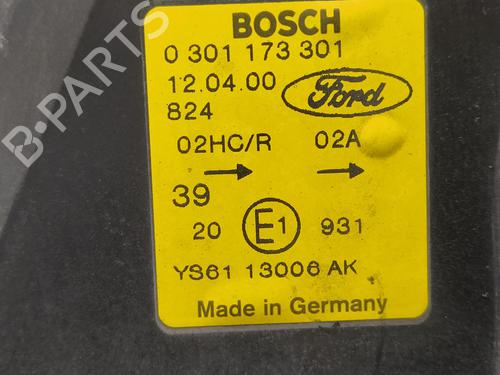 BOSCH
0 301 173 301
12.04.00
824
Ford
02HC/R 02A
39
20 E1 931
YS61 13006 AK
Made in Germany
B-PARTS